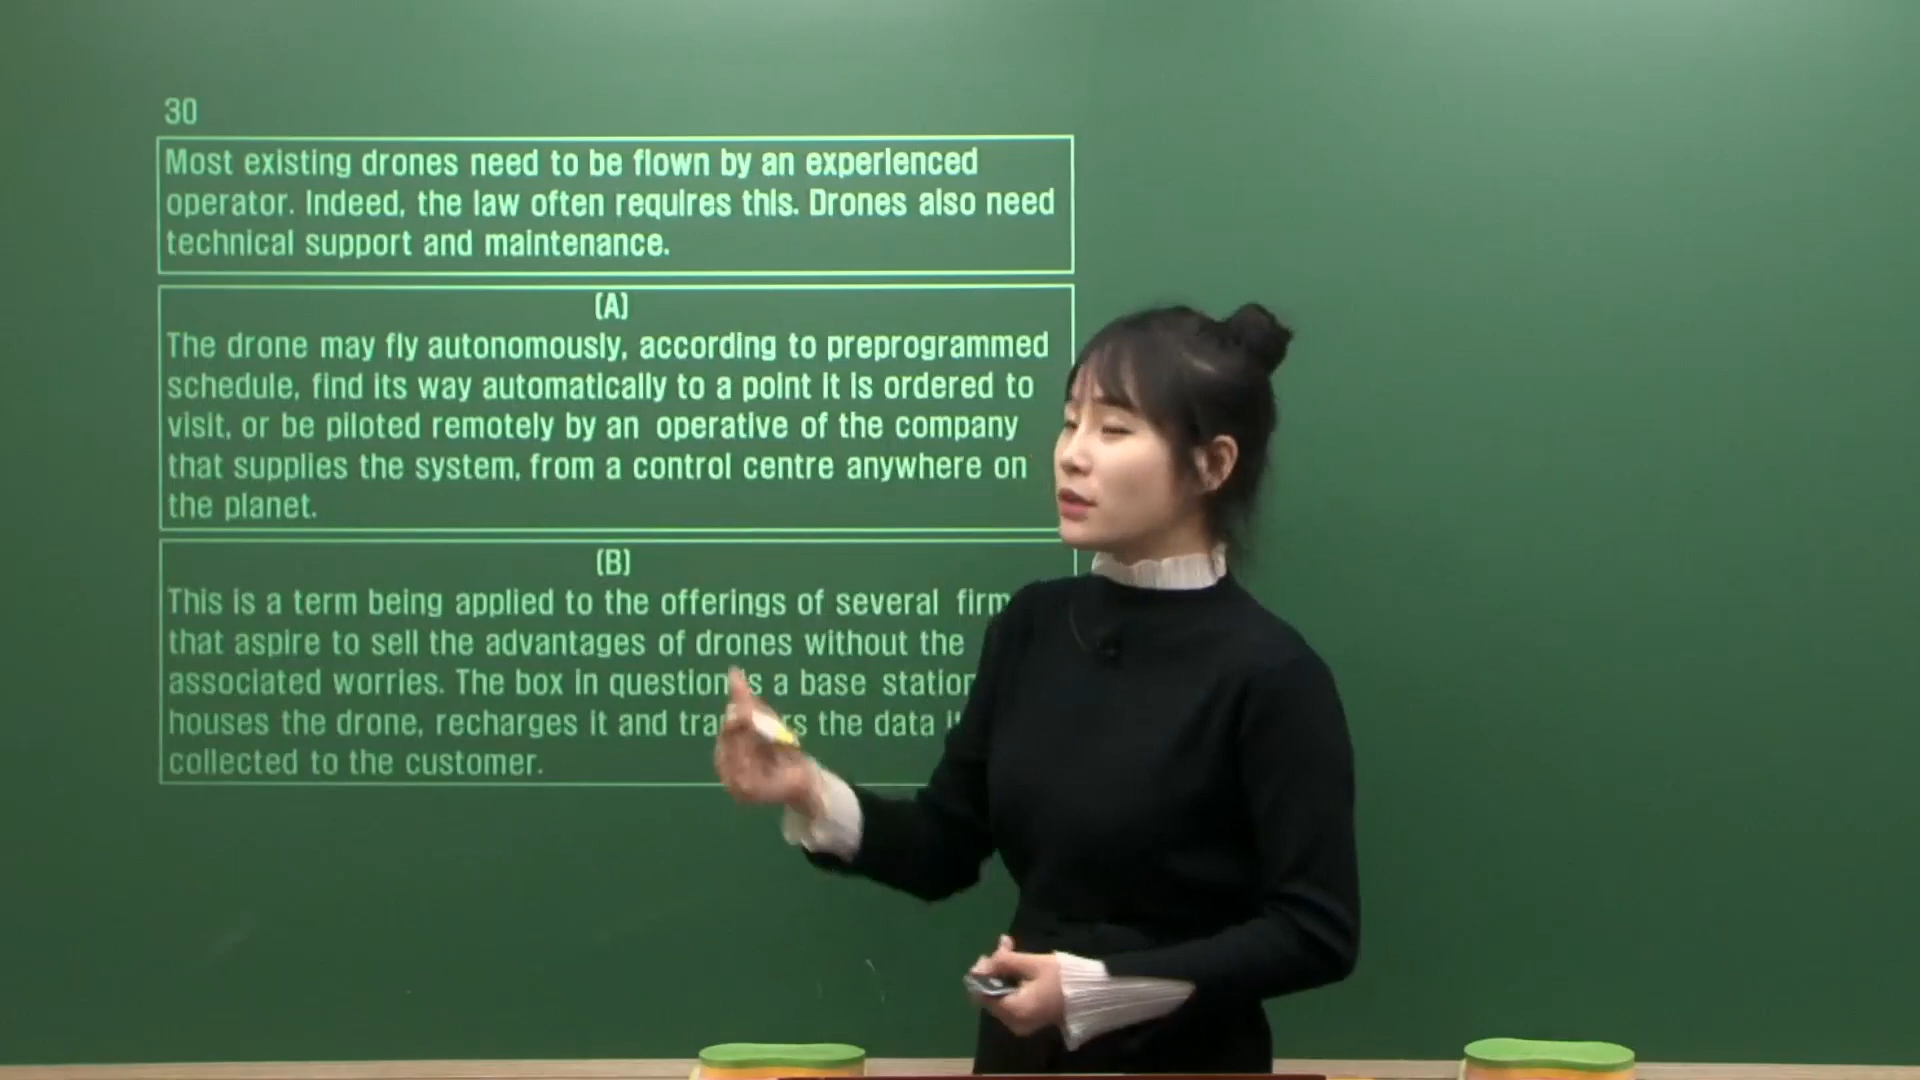 30
Most existing drones need to be flown by an experienced
operator. Indeed, the law often requires this. Drones also need
technical support and maintenance.
(A)
The drone may fly autonomously, according to preprogrammed
schedule, find its way automatically to a point it is ordered to
visit, or be piloted remotely by an operative of the company
that supplies the system, from a control centre anywhere on
the planet.
(B)
This is a term being applied to the offerings of several
that aspire to sell the advantages of drones without the
associated worries. The box in question is a base
houses the drone, recharges it and the data
collected to the customer.